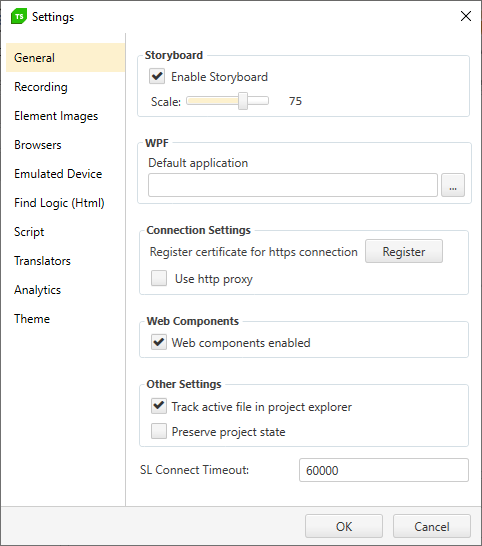 TS Settings
General
Recording
Element Images
Browsers
Emulated Device
Find Logic (Html)
Script
Translators
Analytics
Theme
Storyboard
Enable Storyboard
Scale: 75
WPF
Default application
...
Connection Settings
Register certificate for https connection Register
Use http proxy
Web Components
Web components enabled
Other Settings
Track active file in project explorer
Preserve project state
SL Connect Timeout: 60000
OK Cancel